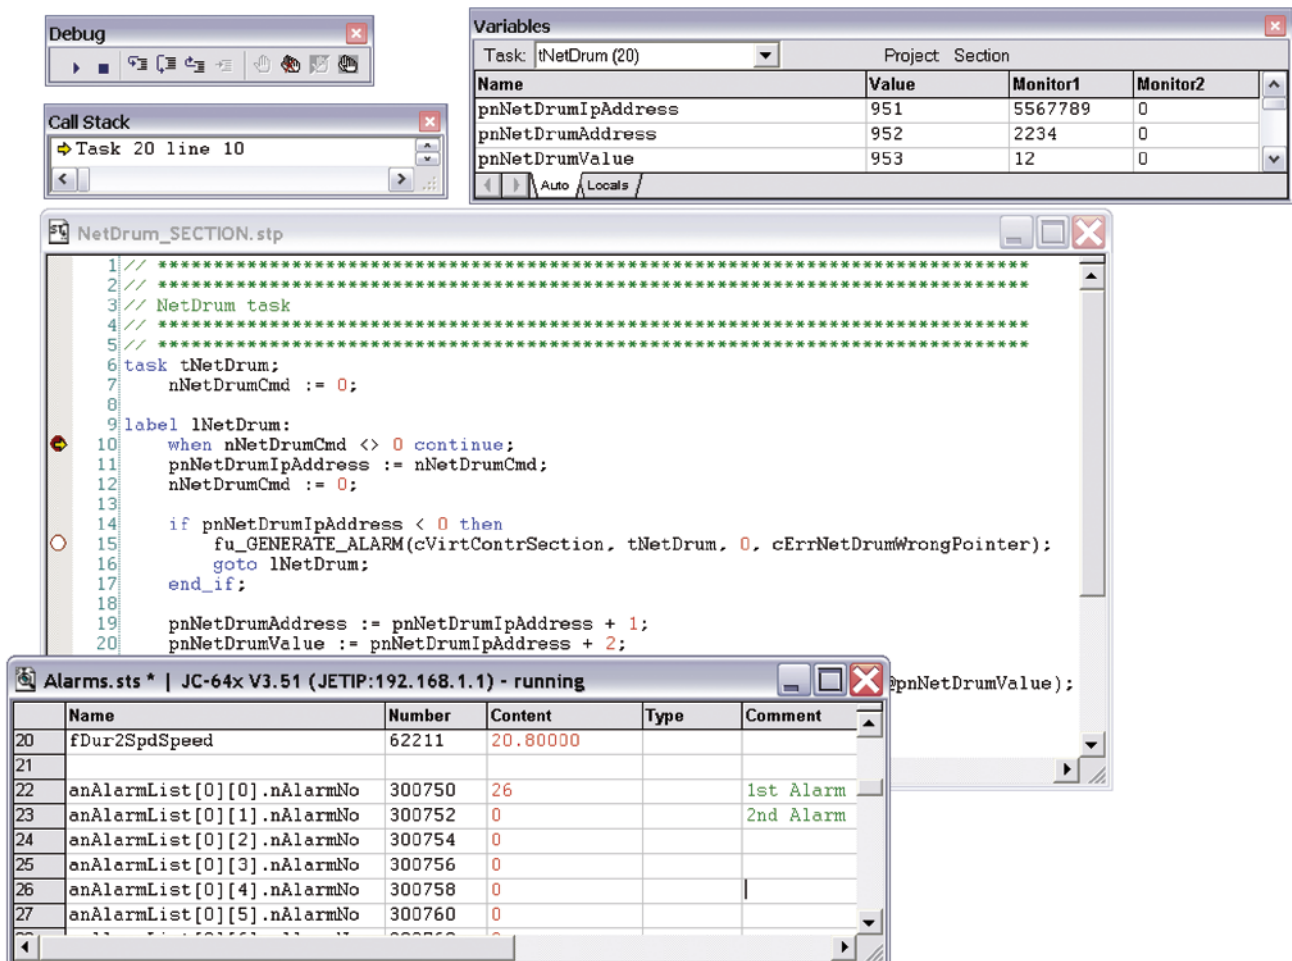 Debug
Variables
Task: tNetDrum (20) Project Section
Name Value Monitor1 Monitor2
pnNetDrumIpAddress 951 5567789 0
pnNetDrumAddress 952 2234 0
pnNetDrumValue 953 12 0
Auto Locals
Call Stack
Task 20 line 10
NetDrum_SECTION.stp
1 // *******************************************************************************
2 // *******************************************************************************
3 // NetDrum task
4 // *******************************************************************************
5 // *******************************************************************************
6 task tNetDrum;
7 nNetDrumCmd := 0;
8
9 label lNetDrum:
10 when nNetDrumCmd <> 0 continue;
11 pnNetDrumIpAddress := nNetDrumCmd;
12 nNetDrumCmd := 0;
13
14 if pnNetDrumIpAddress < 0 then
15 fu_GENERATE_ALARM(cVirtContrSection, tNetDrum, 0, cErrNetDrumWrongPointer);
16 goto lNetDrum;
17 end_if;
18
19 pnNetDrumAddress := pnNetDrumIpAddress + 1;
20 pnNetDrumValue := pnNetDrumIpAddress + 2;
@pnNetDrumValue);
Alarms.sts * | JC-64x V3.51 (JETIP:192.168.1.1) - running
Name Number Content Type Comment
20 fDur2SpdSpeed 62211 20.80000
21
22 anAlarmList[0][0].nAlarmNo 300750 26 1st Alarm
23 anAlarmList[0][1].nAlarmNo 300752 0 2nd Alarm
24 anAlarmList[0][2].nAlarmNo 300754 0
25 anAlarmList[0][3].nAlarmNo 300756 0
26 anAlarmList[0][4].nAlarmNo 300758 0
27 anAlarmList[0][5].nAlarmNo 300760 0